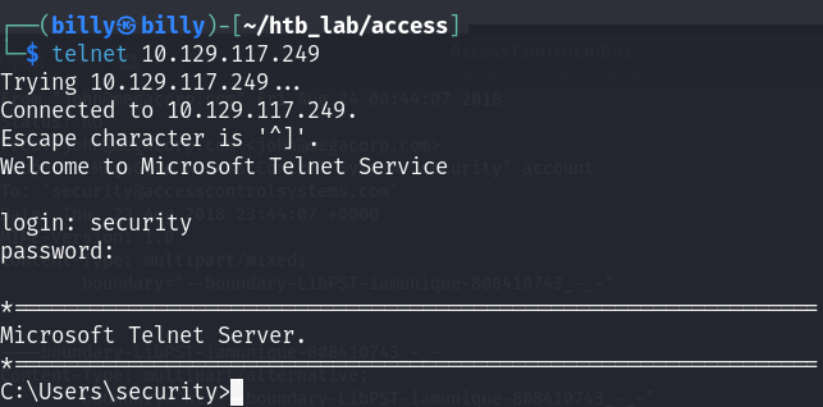 ┌──(billy㉿billy)-[~/htb_lab/access]
└─$ telnet 10.129.117.249
Trying 10.129.117.249...
Connected to 10.129.117.249.
Escape character is '^]'.
Welcome to Microsoft Telnet Service
login: security
password:
*===============================================================
Microsoft Telnet Server.
*===============================================================
C:\Users\security>